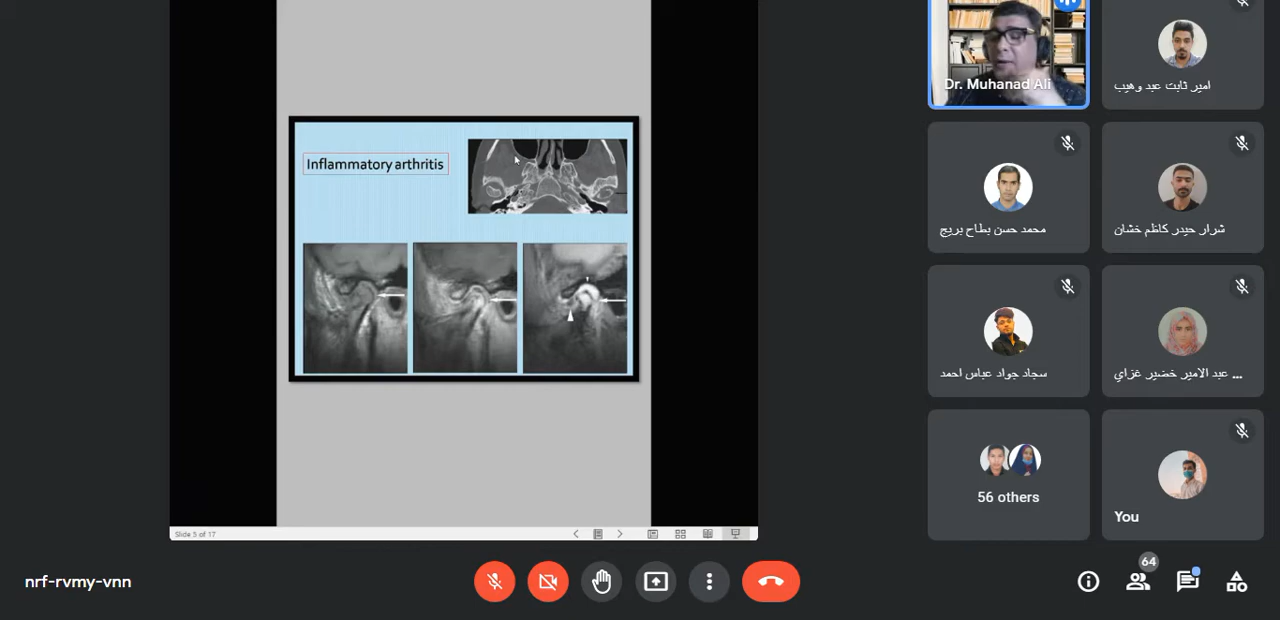 Inflammatory arthritis
Slide 5 of 17
Dr. Muhanad Ali
امير ثابت عبد وهيب
محمد حسن بطاح بريج
شرار حيدر كاظم خشان
سجاد جواد عباس احمد
عبد الامير خضير غزاي ...
56 others
You
nrf-rvmy-vnn
64